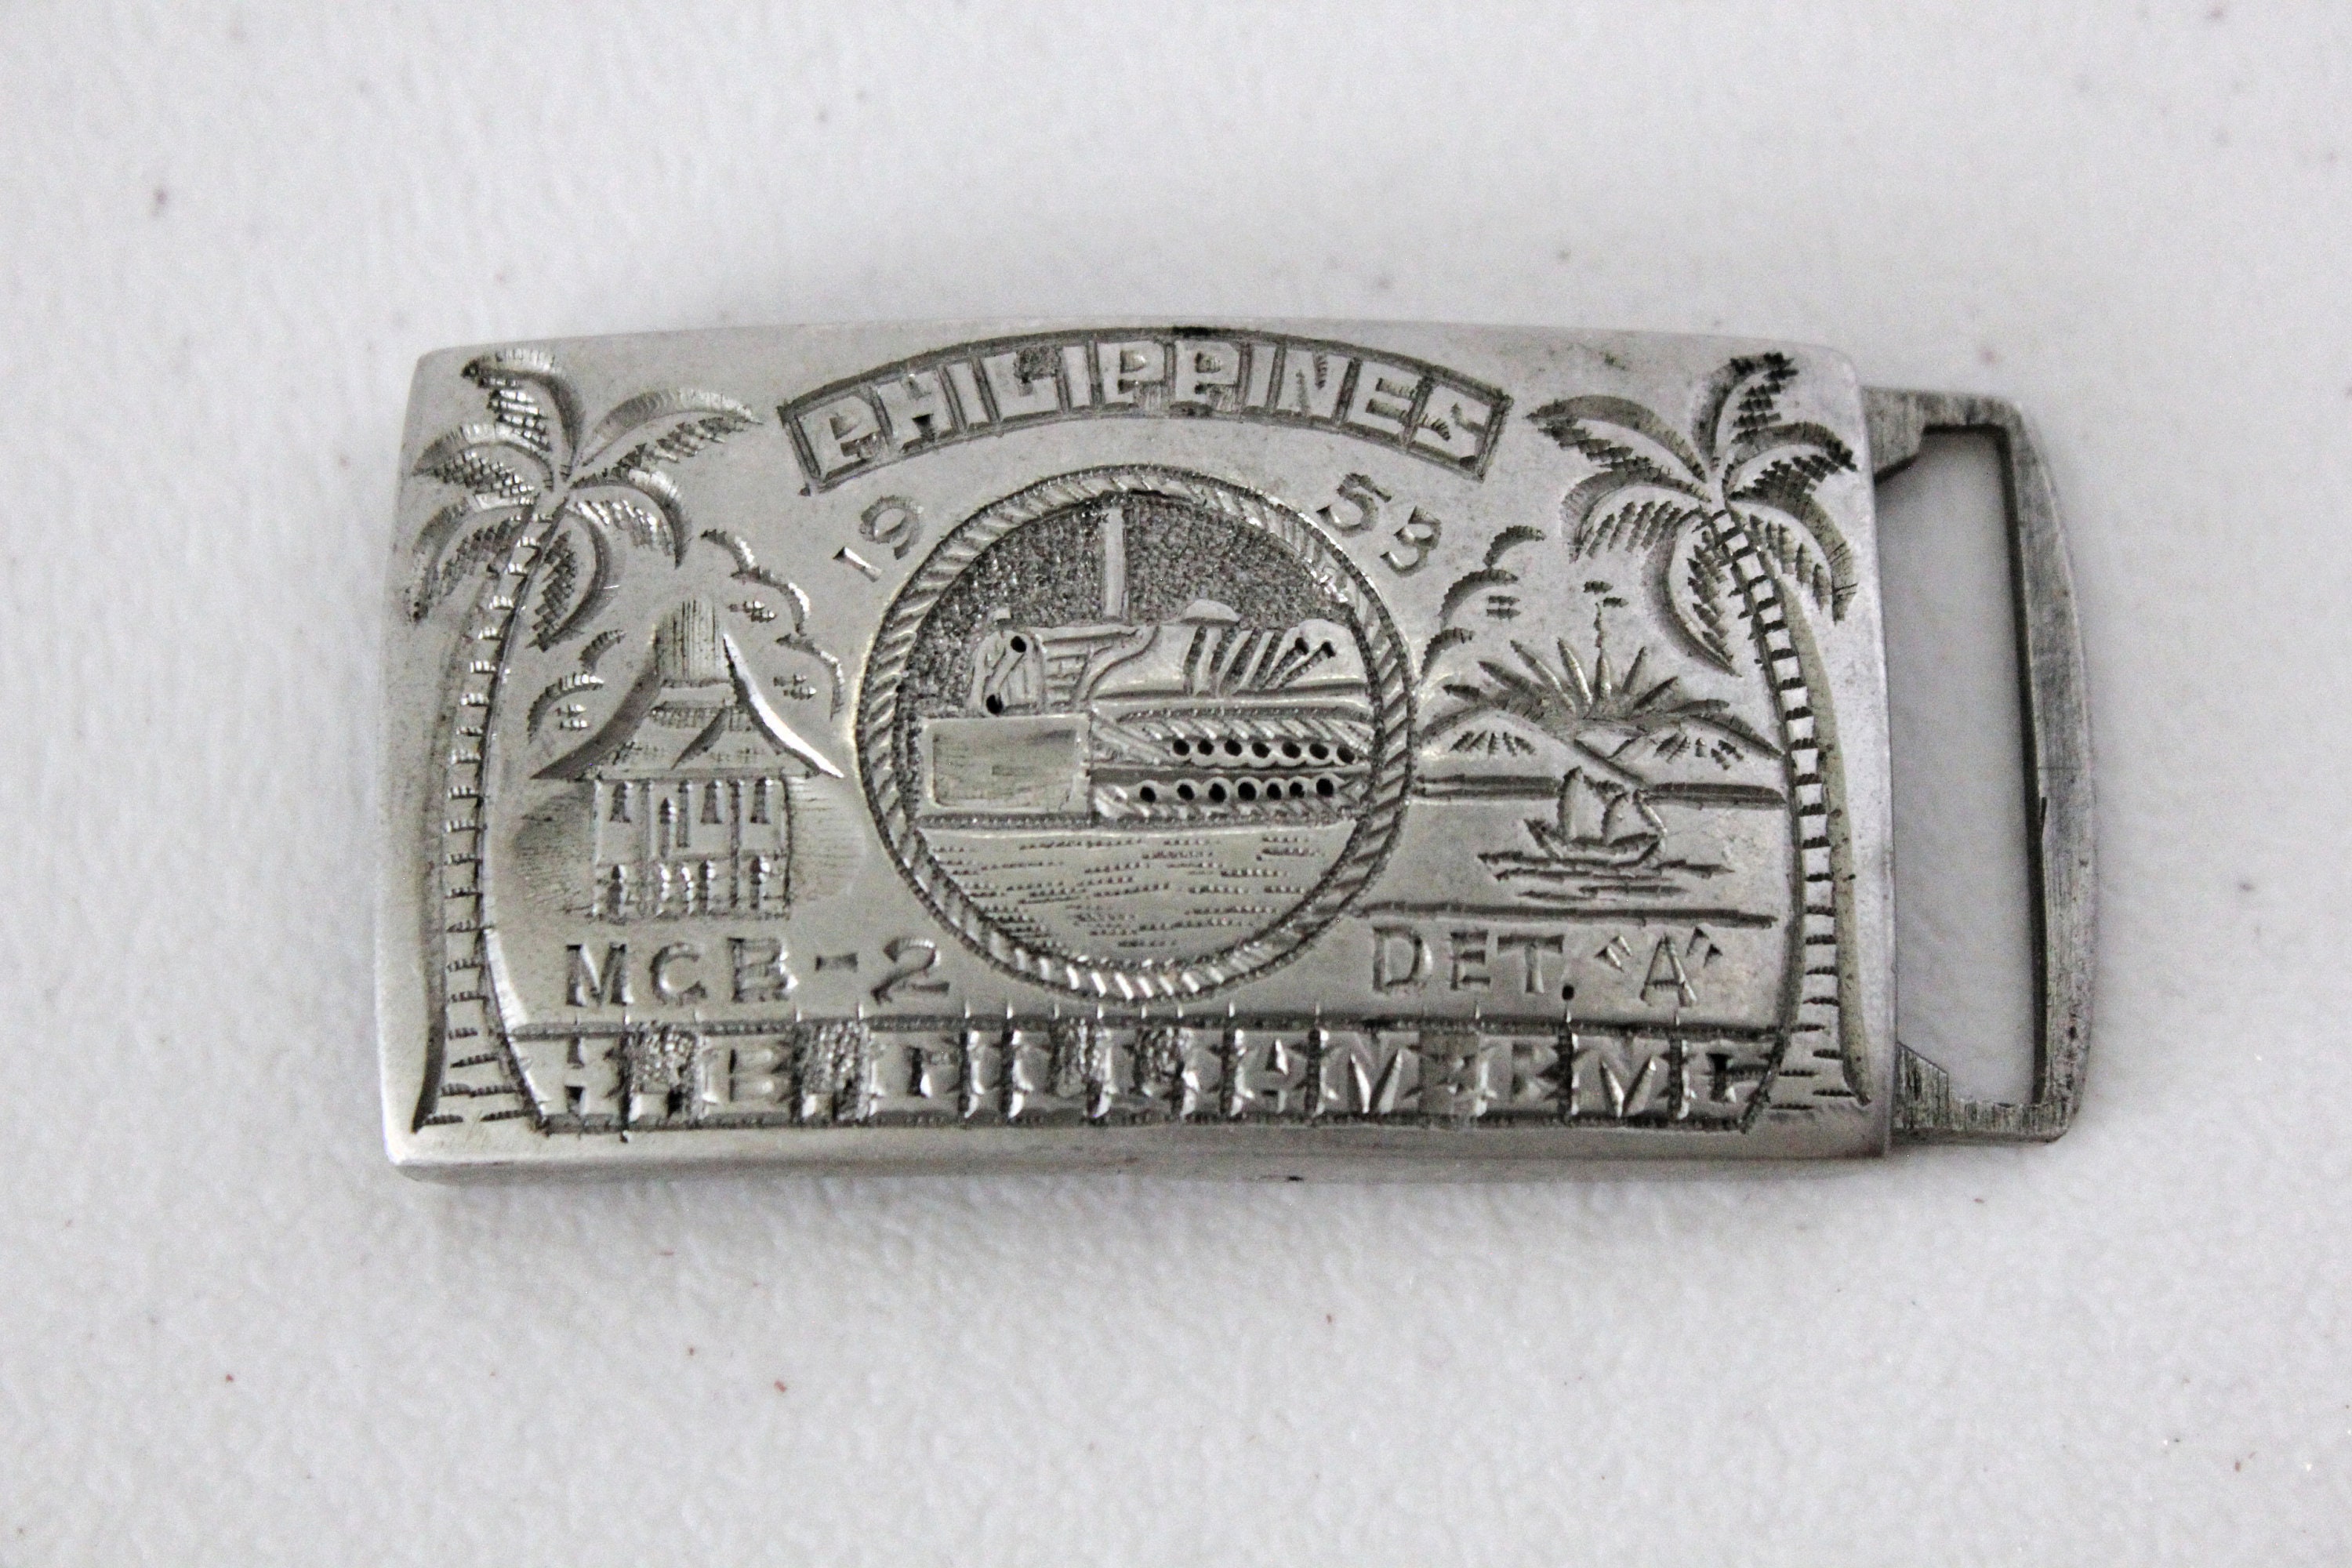 PHILIPPINES
19 53
MCB-2 DET. "A"